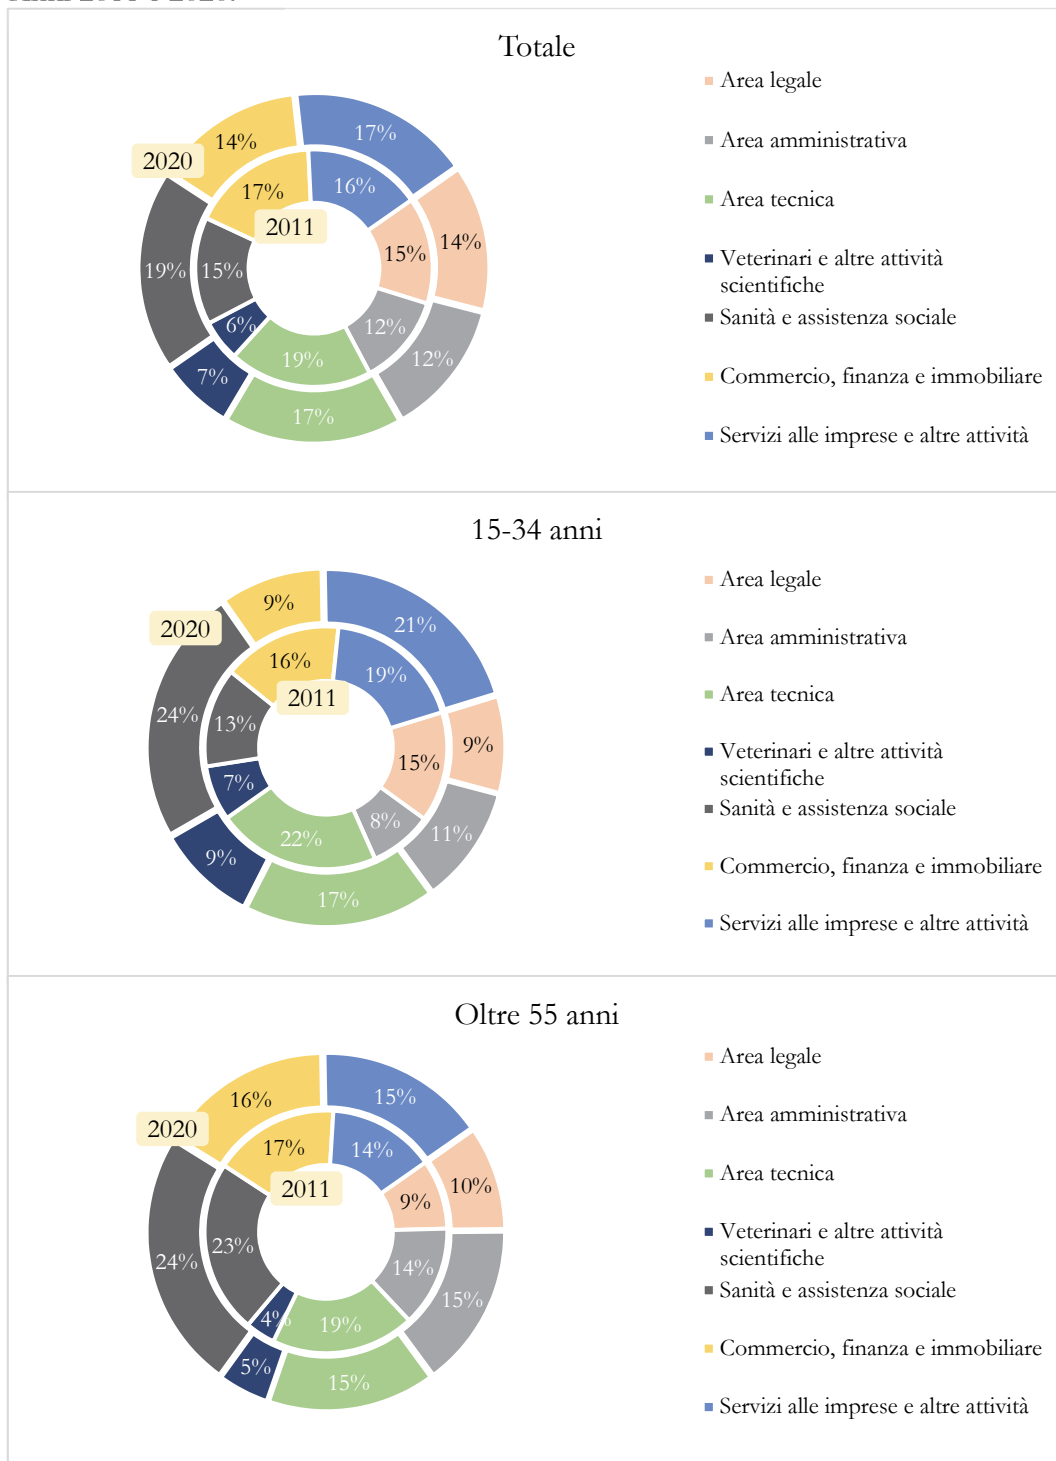 Totale
2020
2011
14%
17%
17%
16%
15%
14%
12%
12%
19%
17%
6%
7%
15%
19%
Area legale
Area amministrativa
Area tecnica
Veterinari e altre attività
scientifiche
Sanità e assistenza sociale
Commercio, finanza e immobiliare
Servizi alle imprese e altre attività
15-34 anni
2020
2011
9%
16%
21%
19%
15%
9%
8%
11%
22%
17%
7%
9%
13%
24%
Area legale
Area amministrativa
Area tecnica
Veterinari e altre attività
scientifiche
Sanità e assistenza sociale
Commercio, finanza e immobiliare
Servizi alle imprese e altre attività
Oltre 55 anni
2020
2011
16%
17%
15%
14%
9%
10%
14%
15%
19%
15%
4%
5%
23%
24%
Area legale
Area amministrativa
Area tecnica
Veterinari e altre attività
scientifiche
Sanità e assistenza sociale
Commercio, finanza e immobiliare
Servizi alle imprese e altre attività